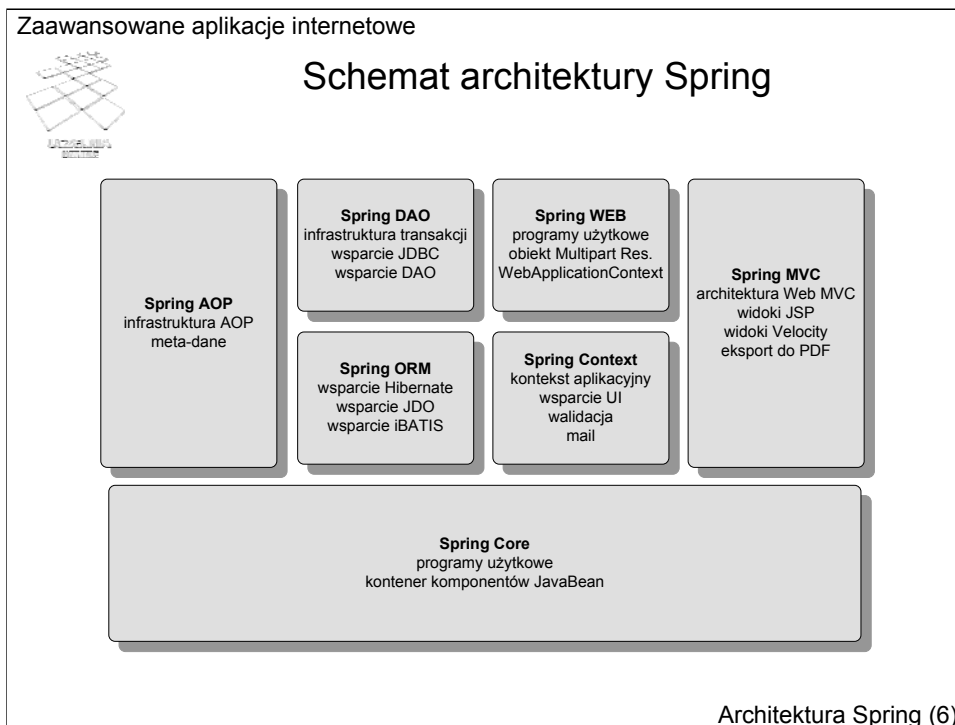 Zaawansowane aplikacje internetowe
Schemat architektury Spring
Spring AOP
infrastruktura AOP
meta-dane
Spring DAO
infrastruktura transakcji
wsparcie JDBC
wsparcie DAO
Spring WEB
programy użytkowe
obiekt Multipart Res.
WebApplicationContext
Spring ORM
wsparcie Hibernate
wsparcie JDO
wsparcie iBATIS
Spring Context
kontekst aplikacyjny
wsparcie UI
walidacja
mail
Spring MVC
architektura Web MVC
widoki JSP
widoki Velocity
eksport do PDF
Spring Core
programy użytkowe
kontener komponentów JavaBean
Architektura Spring (6)